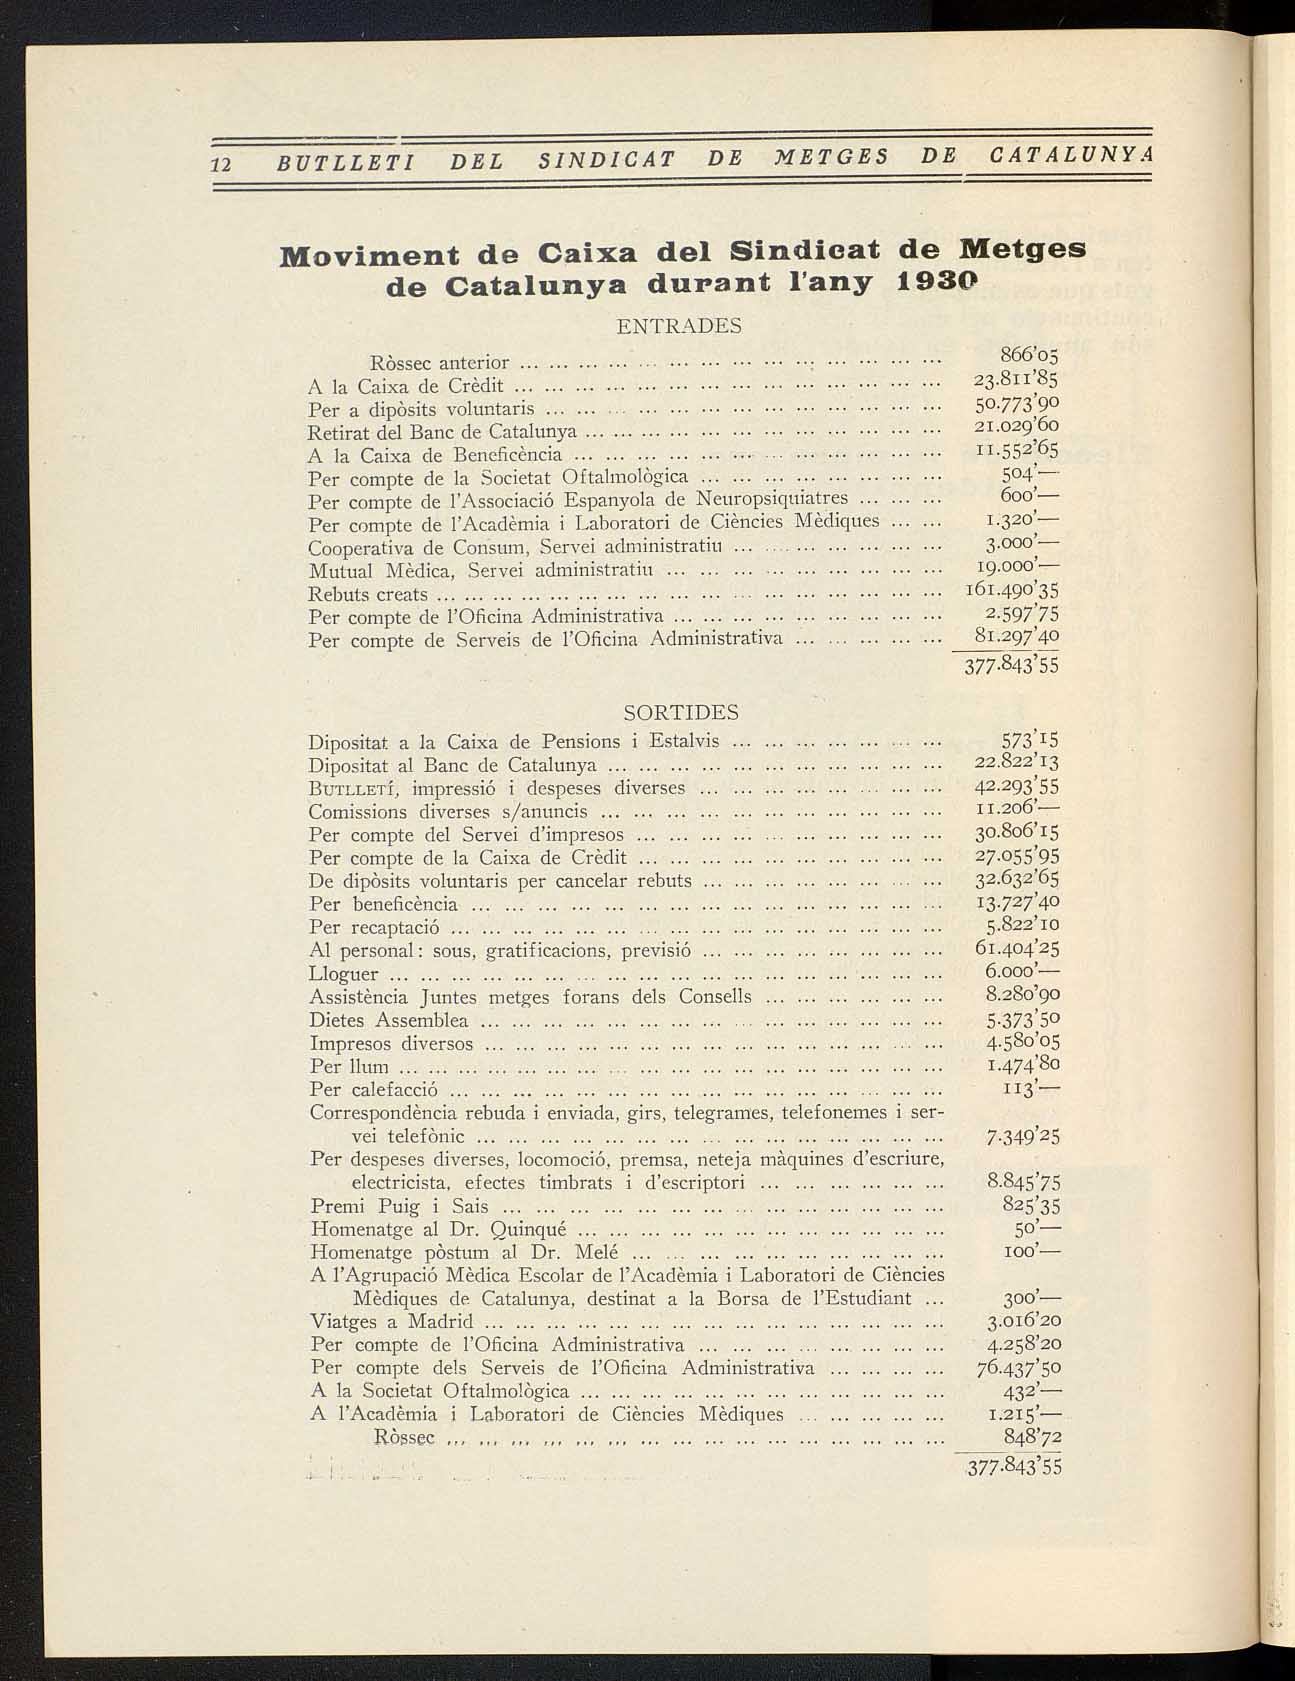 12 BUTLLETI DEL SINDICAT DE METGES DE CATALUNYA
Moviment de Caixa del Sindicat de Metges
de Catalunya durant l'any 1930
ENTRADES
Ròssec anterior ... 866'05
A la Caixa de Crèdit ... 23.811'85
Per a dipòsits voluntaris ... 50.773'90
Retirat del Banc de Catalunya ... 21.029'60
A la Caixa de Beneficència ... 11.552'65
Per compte de la Societat Oftalmològica ... 504'—
Per compte de l'Associació Espanyola de Neuropsiquiatres ... 600'—
Per compte de l'Acadèmia i Laboratori de Ciències Mèdiques ... 1.320'—
Cooperativa de Consum, Servei administratiu ... 3.000'—
Mutual Mèdica, Servei administratiu ... 19.000'—
Rebuts creats ... 161.490'35
Per compte de l'Oficina Administrativa ... 2.597'75
Per compte de Serveis de l'Oficina Administrativa ... 81.297'40
377.843'55
SORTIDES
Dipositat a la Caixa de Pensions i Estalvis ... 573'15
Dipositat al Banc de Catalunya ... 22.822'13
BUTLLETÍ, impressió i despeses diverses ... 42.293'55
Comissions diverses s/anuncis ... 11.206'—
Per compte del Servei d'impresos ... 30.806'15
Per compte de la Caixa de Crèdit ... 27.055'95
De dipòsits voluntaris per cancelar rebuts ... 32.632'65
Per beneficència ... 13.727'40
Per recaptació ... 5.822'10
Al personal: sous, gratificacions, previsió ... 61.404'25
Lloguer ... 6.000'—
Assistència Juntes metges forans dels Consells ... 8.280'90
Dietes Assemblea ... 5.373'50
Impresos diversos ... 4.580'05
Per llum ... 1.474'80
Per calefacció ... 113'—
Correspondència rebuda i enviada, girs, telegrames, telefonemes i ser-
vei telefònic ... 7.349'25
Per despeses diverses, locomoció, premsa, neteja màquines d'escriure,
electricista, efectes timbrats i d'escriptori ... 8.845'75
Premi Puig i Sais ... 825'35
Homenatge al Dr. Quinqué ... 50'—
Homenatge pòstum al Dr. Melé ... 100'—
A l'Agrupació Mèdica Escolar de l'Acadèmia i Laboratori de Ciències
Mèdiques de Catalunya, destinat a la Borsa de l'Estudiant ... 300'—
Viatges a Madrid ... 3.016'20
Per compte de l'Oficina Administrativa ... 4.258'20
Per compte dels Serveis de l'Oficina Administrativa ... 76.437'50
A la Societat Oftalmològica ... 432'—
A l'Acadèmia i Laboratori de Ciències Mèdiques ... 1.215'—
Ròssec ... 848'72
377.843'55